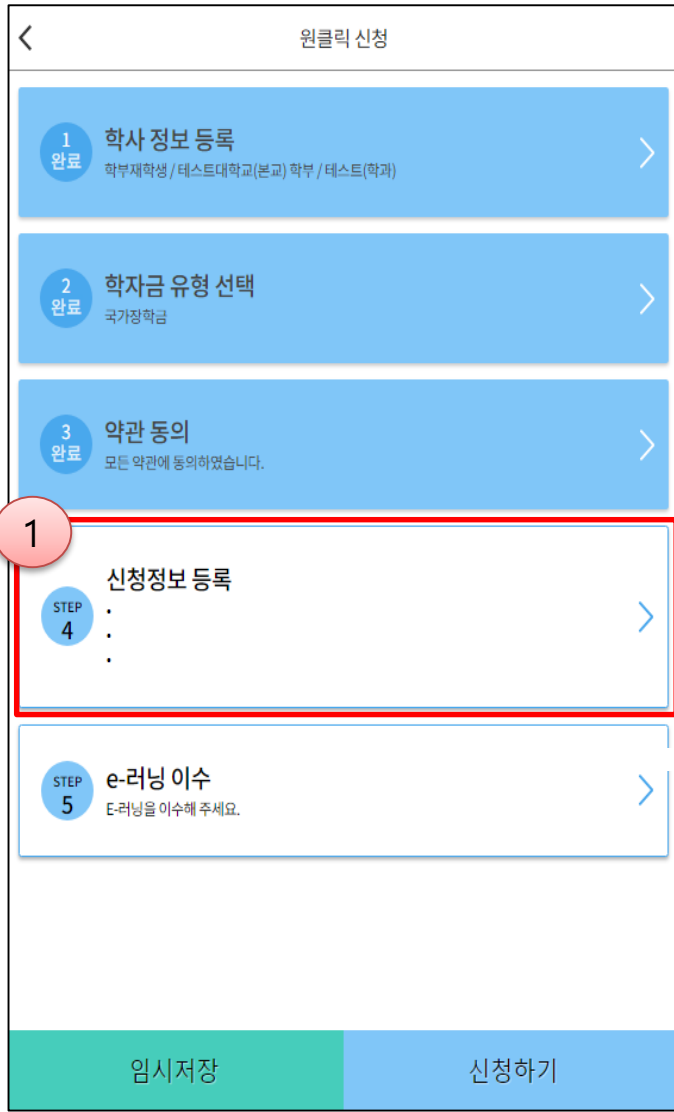 원클릭 신청
1
완료
학사 정보 등록
학부재학생 / 테스트대학교(본교) 학부 / 테스트(학과)
2
완료
학자금 유형 선택
국가장학금
3
완료
약관 동의
모든 약관에 동의하였습니다.
1
STEP
4
신청정보 등록
•
•
•
STEP
5
e-러닝 이수
E-러닝을 이수해 주세요.
임시저장
신청하기